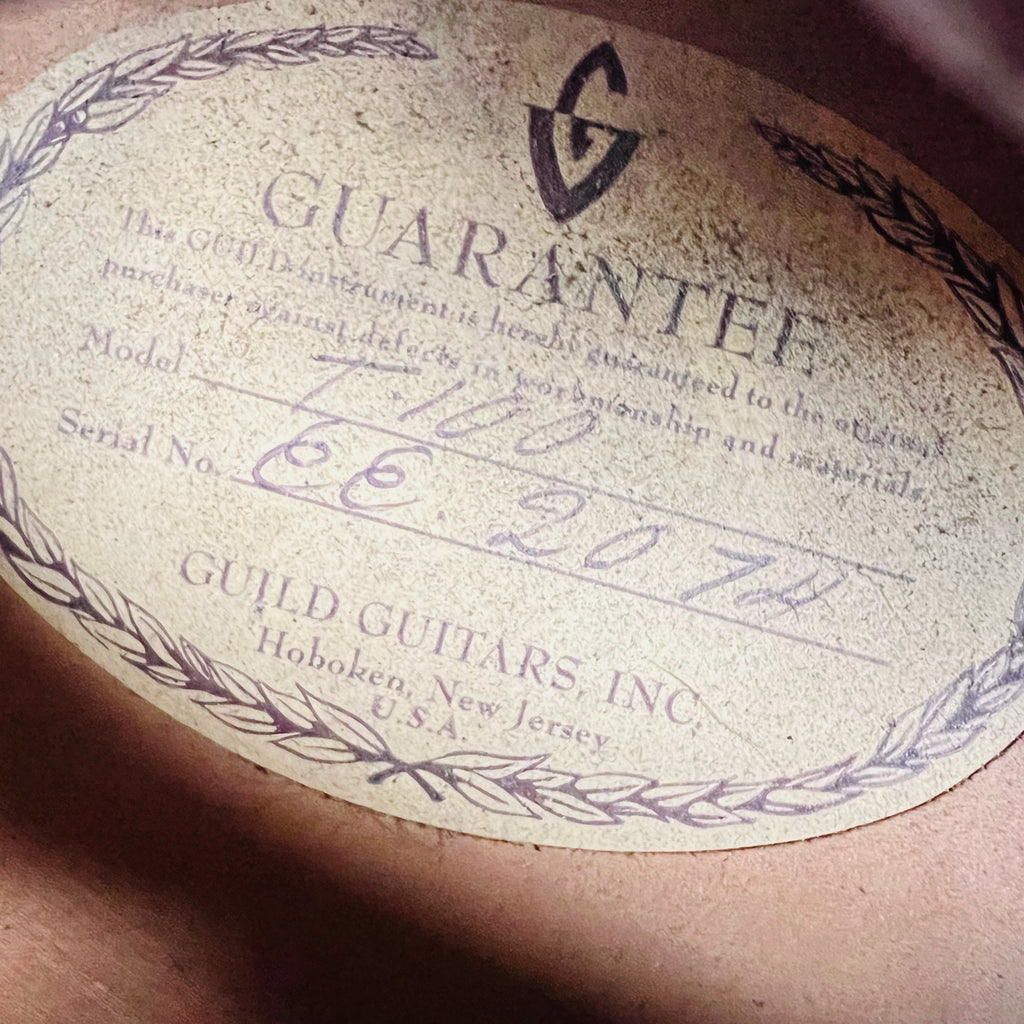 G
GUARANTEE
This GUILD instrument is hereby guaranteed to the original
purchaser against defects in workmanship and materials.
Model T-100
Serial No. EE 2074
GUILD GUITARS, INC.
Hoboken, New Jersey
U.S.A.